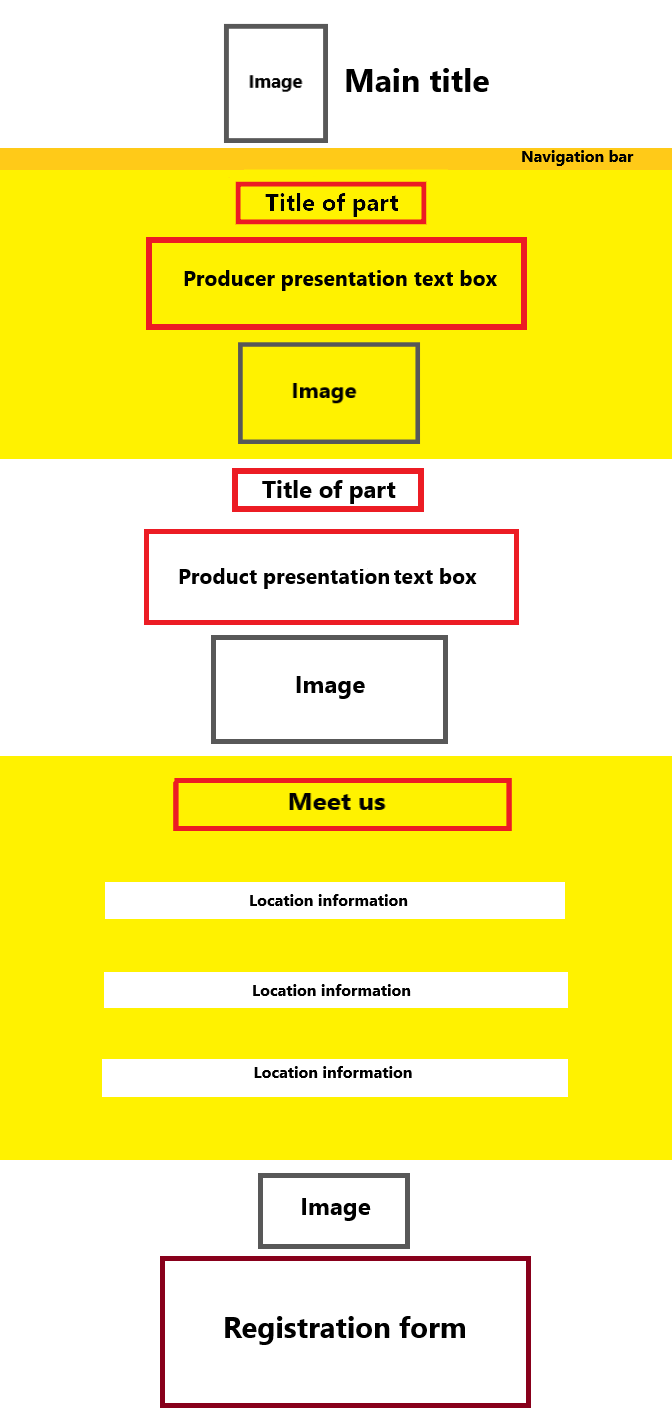 Image
Main title
Navigation bar
Title of part
Producer presentation text box
Image
Title of part
Product presentation text box
Image
Meet us
Location information
Location information
Location information
Image
Registration form